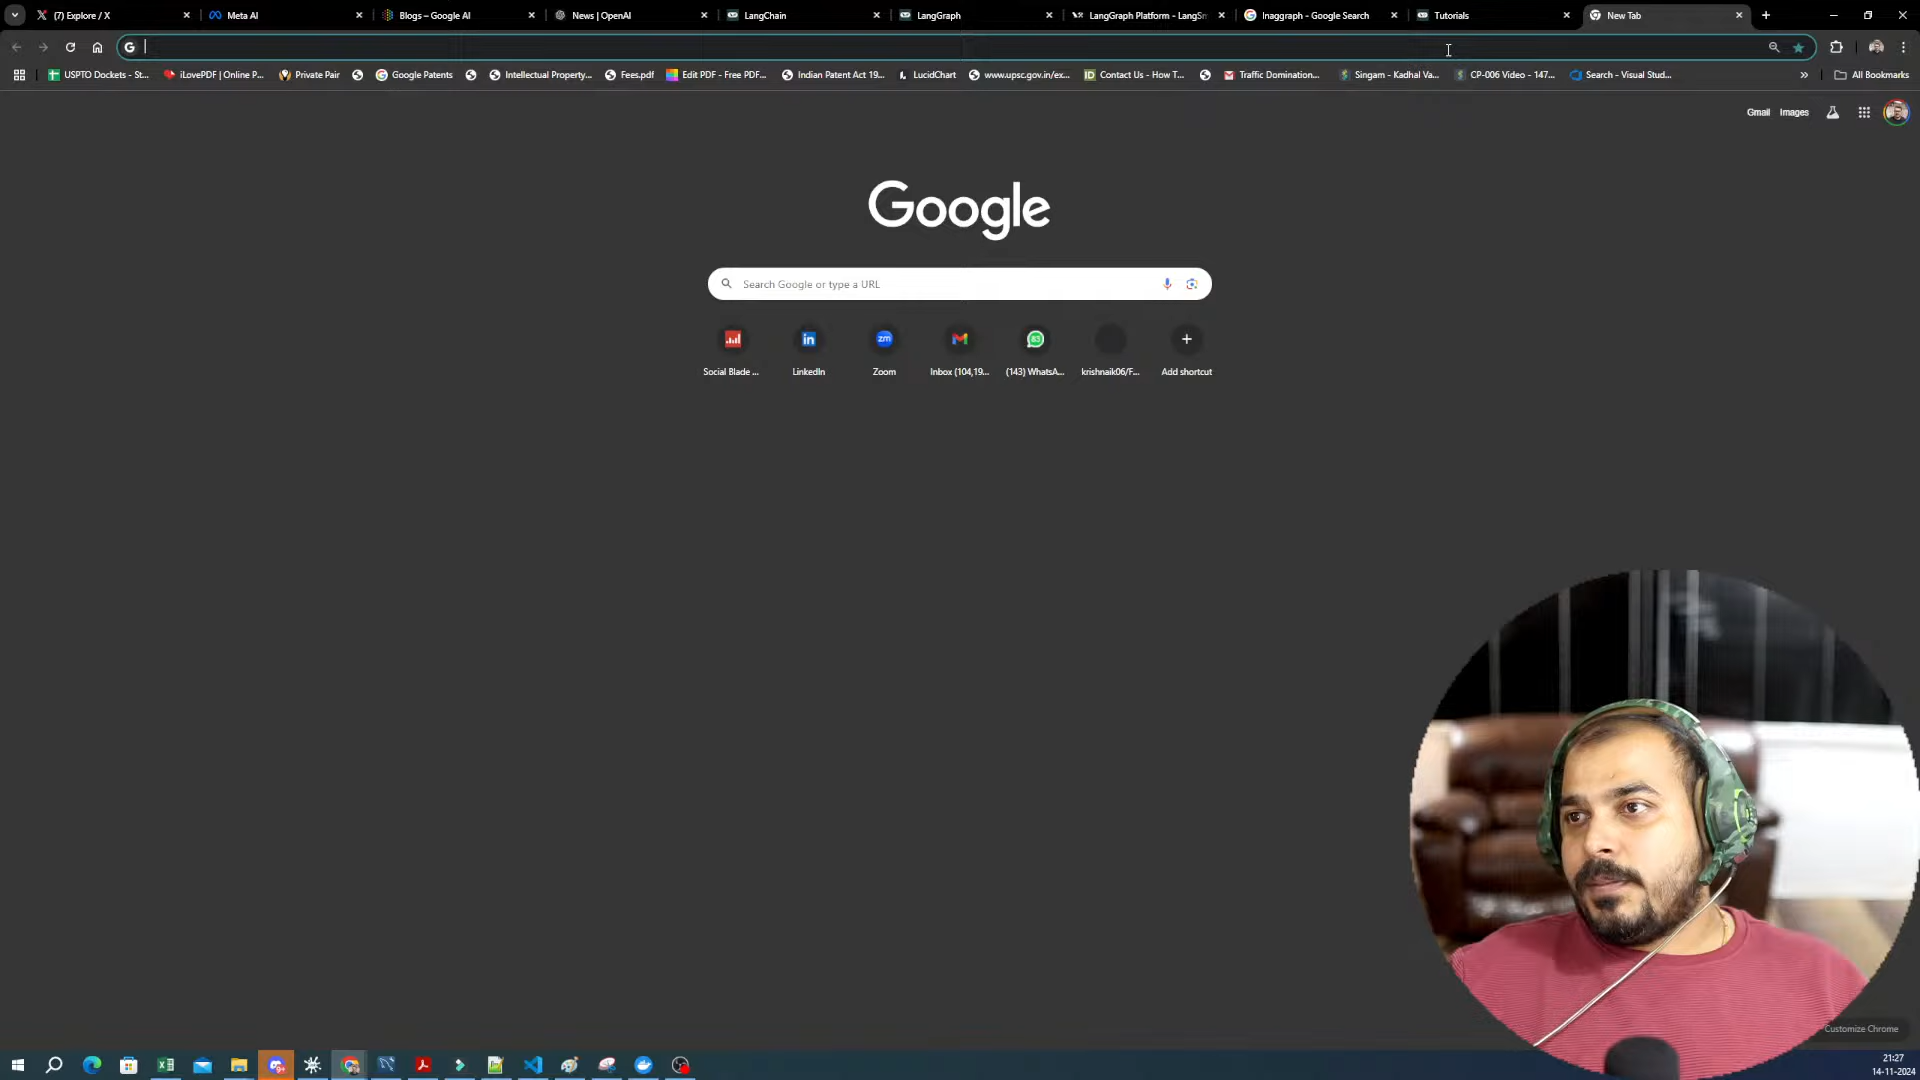 (7) Explore / X
Meta AI
Blogs – Google AI
News | OpenAI
LangChain
LangGraph
LangGraph Platform - LangSm
lnaggraph - Google Search
Tutorials
New Tab
USPTO Dockets - St...
iLovePDF | Online P...
Private Pair
Google Patents
Intellectual Property...
Fees.pdf
Edit PDF - Free PDF...
Indian Patent Act 19...
LucidChart
www.upsc.gov.in/ex...
Contact Us - How T...
Traffic Domination...
Singam - Kadhal Va...
CP-006 Video - 147...
Search - Visual Stud...
All Bookmarks
Gmail
Images
Google
Search Google or type a URL
Social Blade ...
LinkedIn
zm
Zoom
Inbox (104,19...
83
(143) WhatsA...
krishnaik06/F...
Add shortcut
Customize Chrome
21:27
14-11-2024